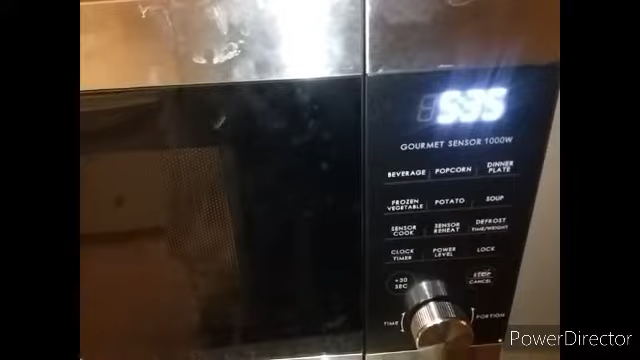 535
GOURMET SENSOR 1000W
BEVERAGE POPCORN DINNER PLATE
FROZEN VEGETABLE POTATO SOUP
SENSOR COOK SENSOR REHEAT DEFROST TIME/WEIGHT
CLOCK TIMER POWER LEVEL LOCK
+30 SEC STOP CANCEL
TIME PORTION
PowerDirector